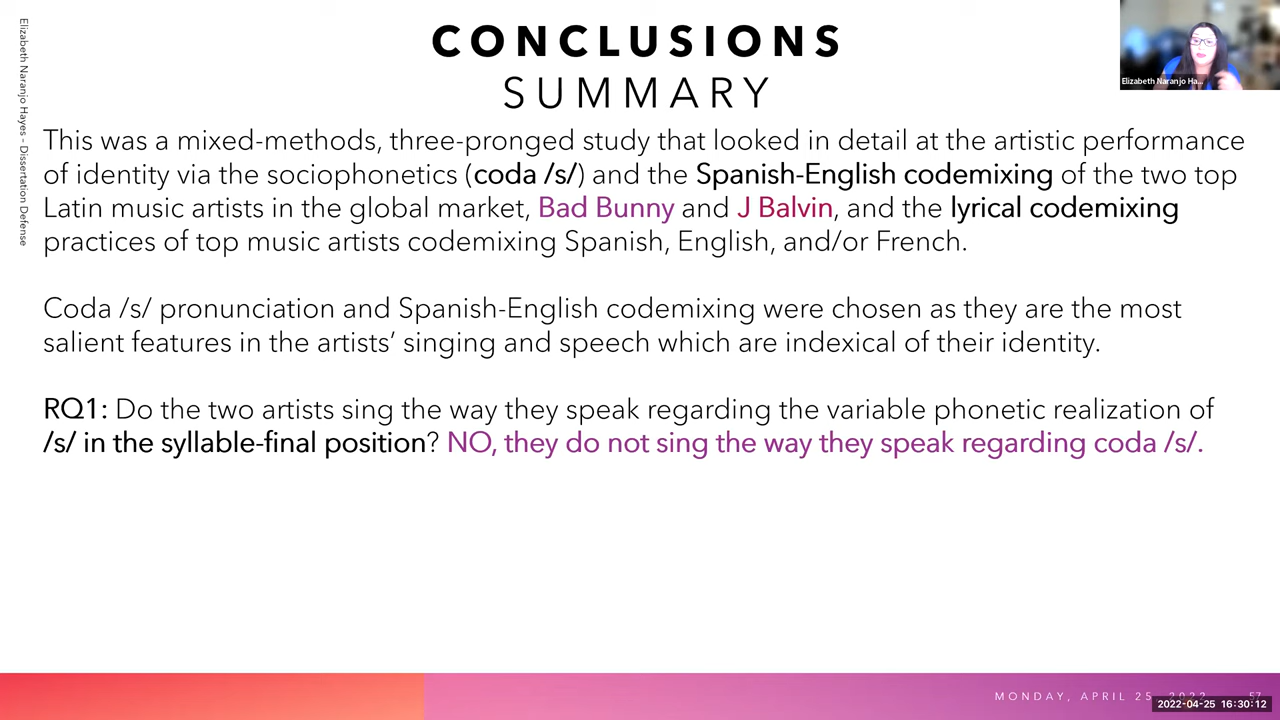 CONCLUSIONS
SUMMARY
Elizabeth Naranjo Ha...
Elizabeth Naranjo Hayes – Dissertation Defense
This was a mixed-methods, three-pronged study that looked in detail at the artistic performance
of identity via the sociophonetics (coda /s/) and the Spanish-English codemixing of the two top
Latin music artists in the global market, Bad Bunny and J Balvin, and the lyrical codemixing
practices of top music artists codemixing Spanish, English, and/or French.
Coda /s/ pronunciation and Spanish-English codemixing were chosen as they are the most
salient features in the artists’ singing and speech which are indexical of their identity.
RQ1: Do the two artists sing the way they speak regarding the variable phonetic realization of
/s/ in the syllable-final position? NO, they do not sing the way they speak regarding coda /s/.
MONDAY, APRIL 25, 2022 57
2022-04-25 16:30:12